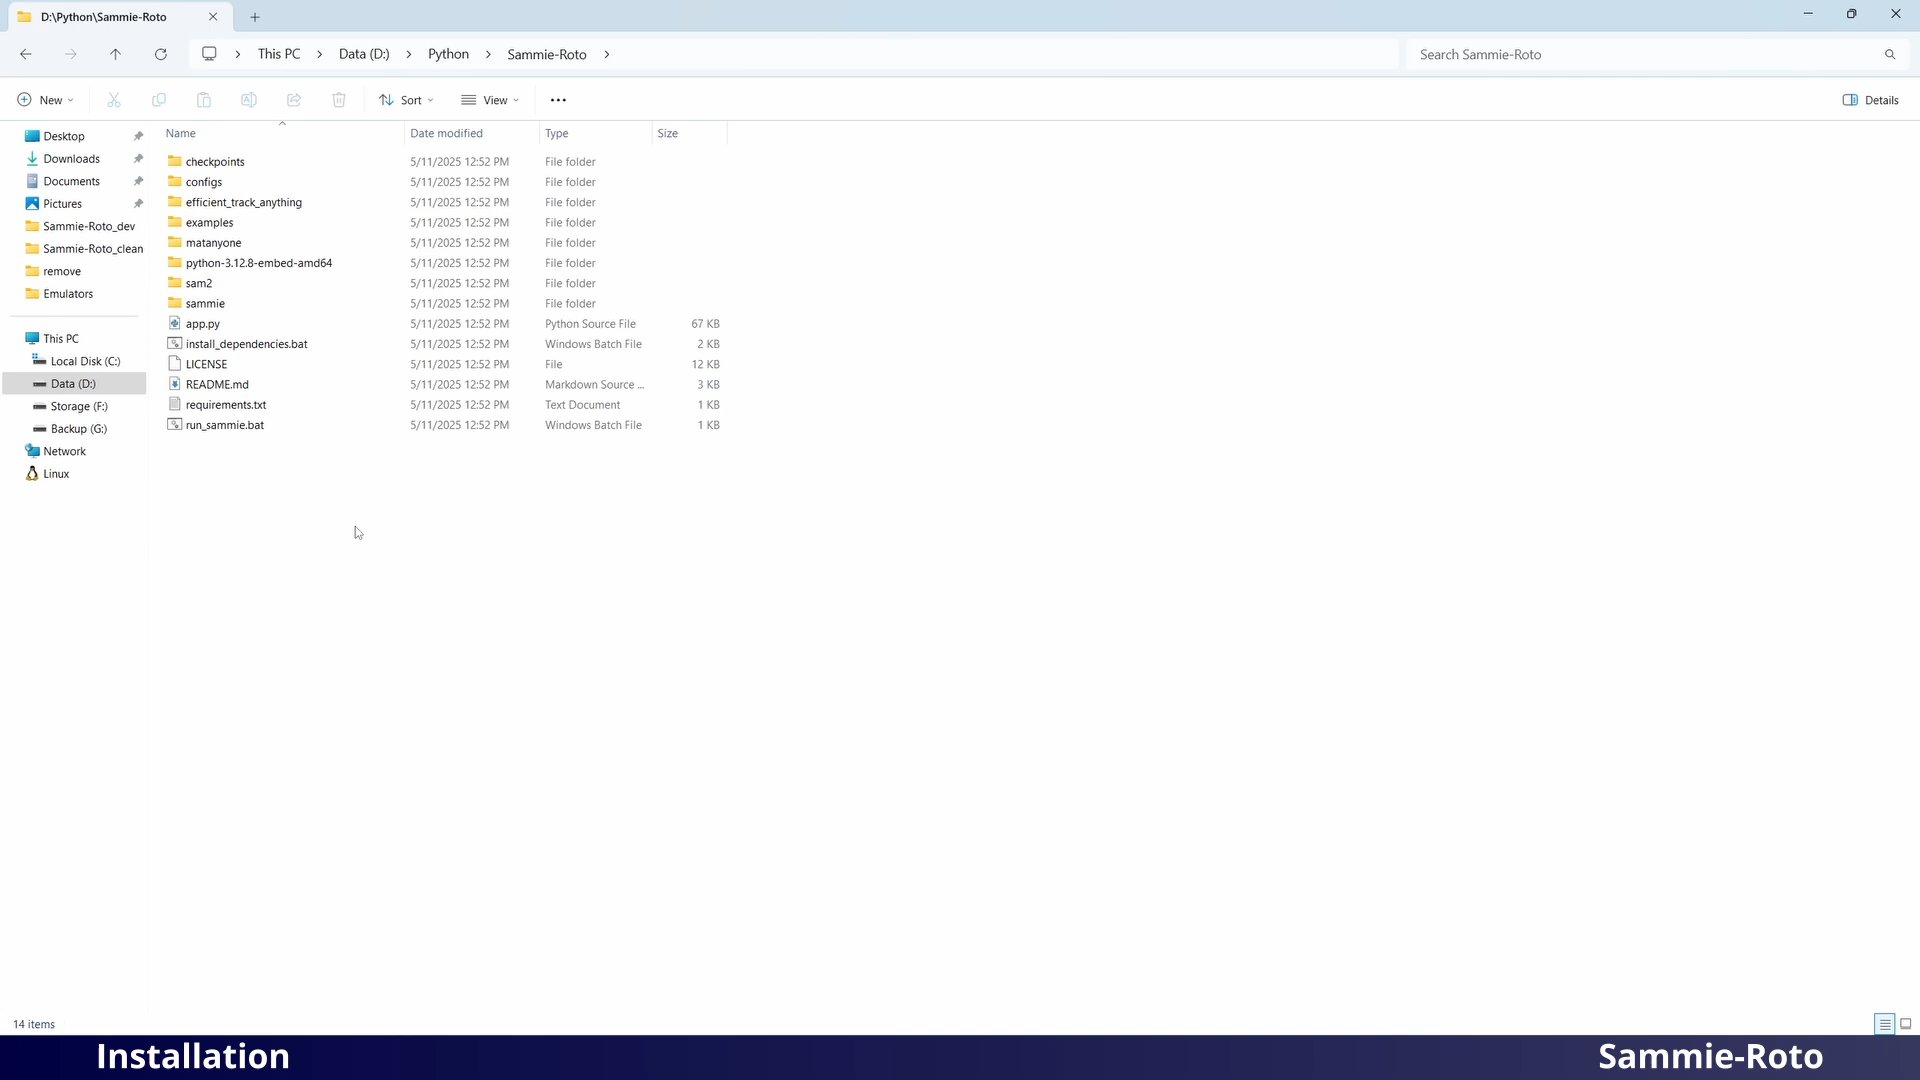 D:\Python\Sammie-Roto
This PC Data (D:) Python Sammie-Roto
Search Sammie-Roto
New Sort View Details
Name Date modified Type Size
checkpoints 5/11/2025 12:52 PM File folder
configs 5/11/2025 12:52 PM File folder
efficient_track_anything 5/11/2025 12:52 PM File folder
examples 5/11/2025 12:52 PM File folder
matanyone 5/11/2025 12:52 PM File folder
python-3.12.8-embed-amd64 5/11/2025 12:52 PM File folder
sam2 5/11/2025 12:52 PM File folder
sammie 5/11/2025 12:52 PM File folder
app.py 5/11/2025 12:52 PM Python Source File 67 KB
install_dependencies.bat 5/11/2025 12:52 PM Windows Batch File 2 KB
LICENSE 5/11/2025 12:52 PM File 12 KB
README.md 5/11/2025 12:52 PM Markdown Source ... 3 KB
requirements.txt 5/11/2025 12:52 PM Text Document 1 KB
run_sammie.bat 5/11/2025 12:52 PM Windows Batch File 1 KB
Desktop
Downloads
Documents
Pictures
Sammie-Roto_dev
Sammie-Roto_clean
remove
Emulators
This PC
Local Disk (C:)
Data (D:)
Storage (F:)
Backup (G:)
Network
Linux
14 items
Installation
Sammie-Roto